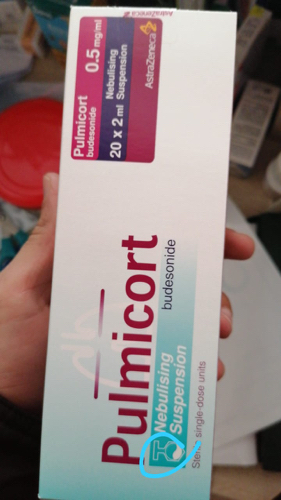 Pulmicort
budesonide
0.5 mg/ml
Nebulising
Suspension
20 x 2 ml
AstraZeneca
AstraZeneca
Pulmicort
budesonide
Nebulising
Suspension
Sterile single-dose units